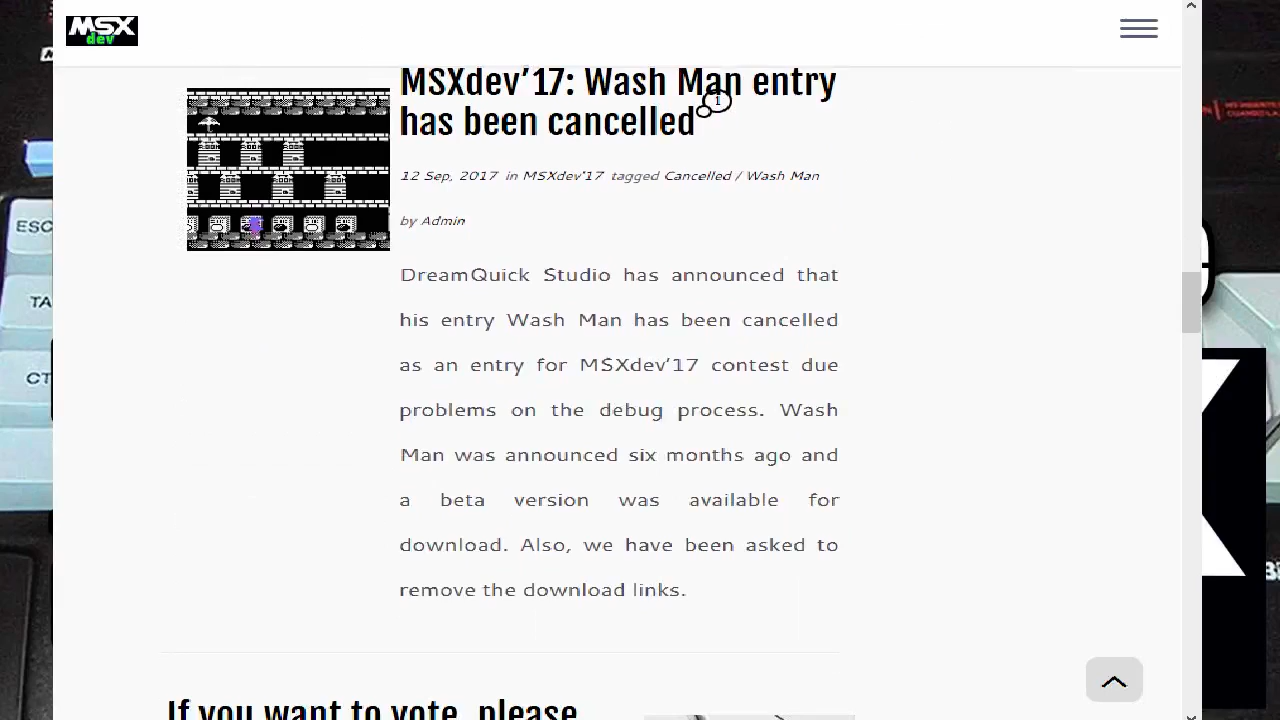 MSX
dev
MSXdev’17: Wash Man entry
has been cancelled
1
12 Sep, 2017 in MSXdev'17 tagged Cancelled / Wash Man
by Admin
DreamQuick Studio has announced that
his entry Wash Man has been cancelled
as an entry for MSXdev’17 contest due
problems on the debug process. Wash
Man was announced six months ago and
a beta version was available for
download. Also, we have been asked to
remove the download links.
If you want to vote, please
ESC
TA
CT